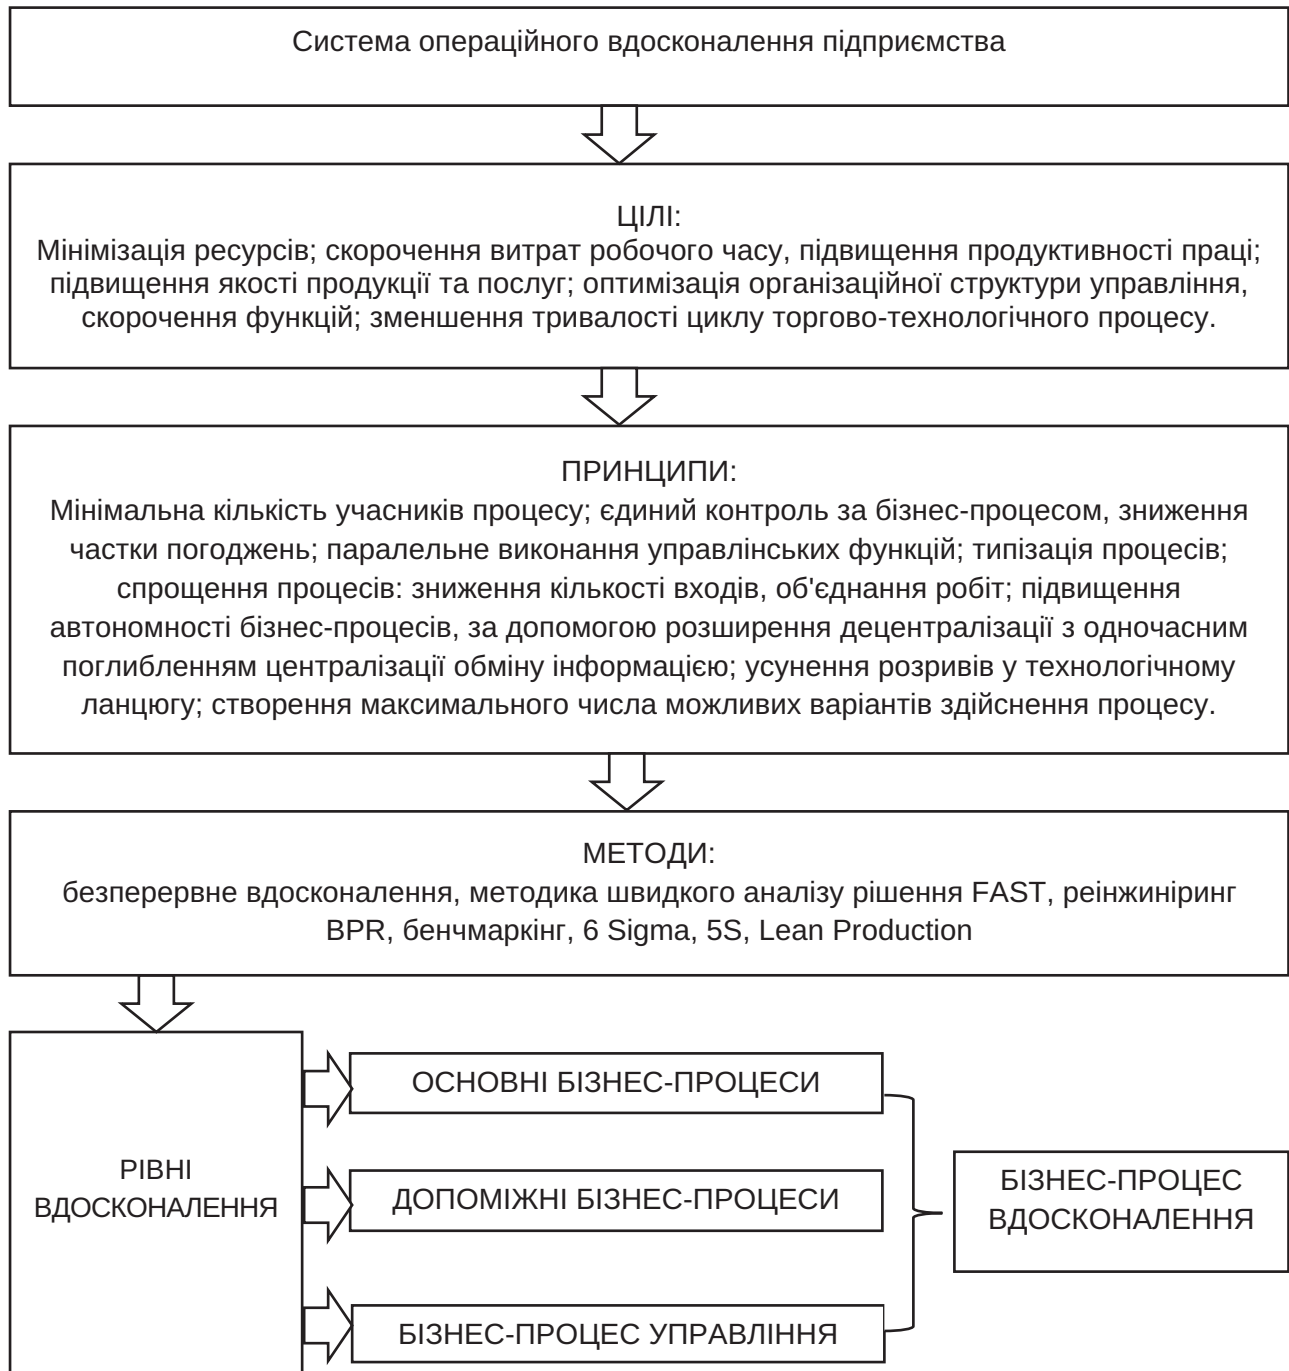 Система операційного вдосконалення підприємства
ЦІЛІ:
Мінімізація ресурсів; скорочення витрат робочого часу, підвищення продуктивності праці;
підвищення якості продукції та послуг; оптимізація організаційної структури управління,
скорочення функцій; зменшення тривалості циклу торгово-технологічного процесу.
ПРИНЦИПИ:
Мінімальна кількість учасників процесу; єдиний контроль за бізнес-процесом, зниження
частки погоджень; паралельне виконання управлінських функцій; типізація процесів;
спрощення процесів: зниження кількості входів, об'єднання робіт; підвищення
автономності бізнес-процесів, за допомогою розширення децентралізації з одночасним
поглибленням централізації обміну інформацією; усунення розривів у технологічному
ланцюгу; створення максимального числа можливих варіантів здійснення процесу.
МЕТОДИ:
безперервне вдосконалення, методика швидкого аналізу рішення FAST, реінжиніринг
BPR, бенчмаркінг, 6 Sigma, 5S, Lean Production
РІВНІ
ВДОСКОНАЛЕННЯ
ОСНОВНІ БІЗНЕС-ПРОЦЕСИ
ДОПОМІЖНІ БІЗНЕС-ПРОЦЕСИ
БІЗНЕС-ПРОЦЕС УПРАВЛІННЯ
БІЗНЕС-ПРОЦЕС
ВДОСКОНАЛЕННЯ